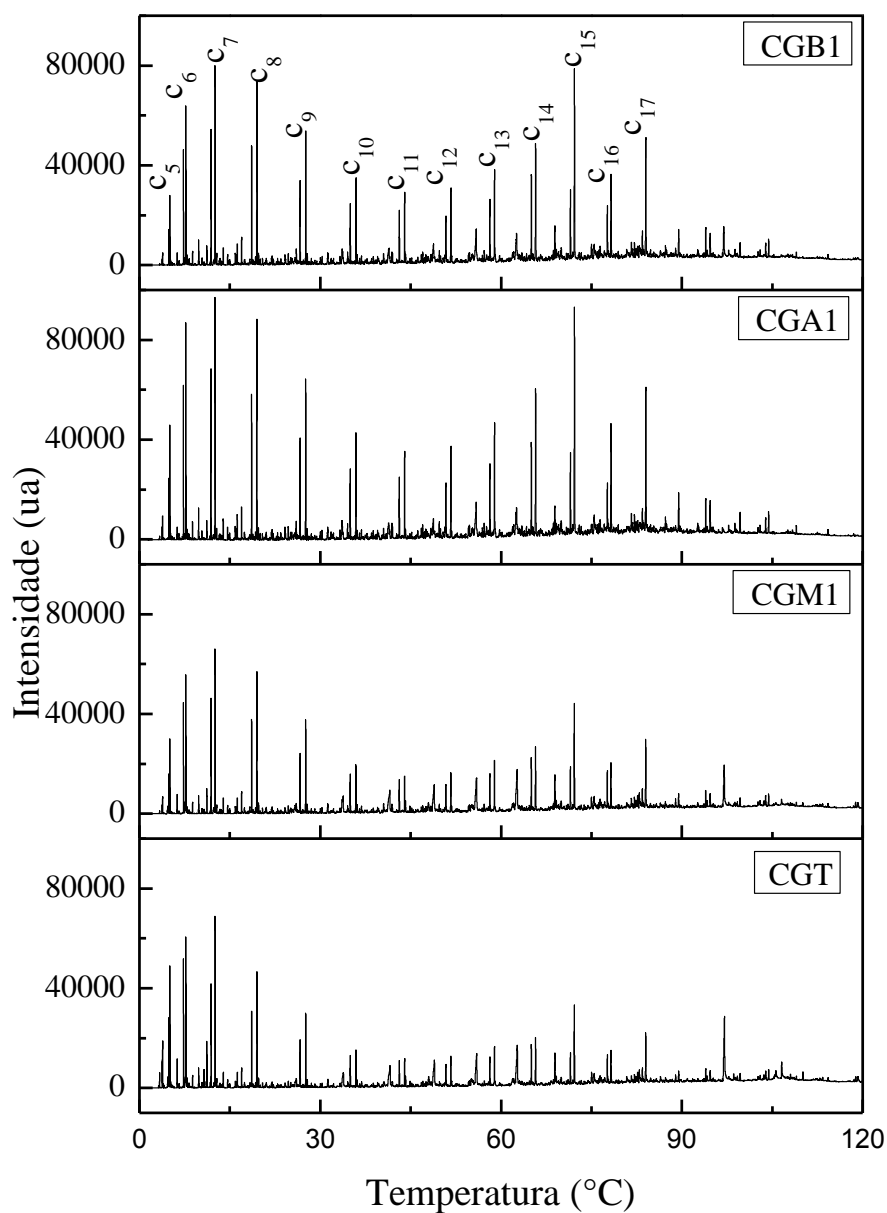 CGB1
80000
40000
0
c5
c6
c7
c8
c9
c10
c11
c12
c13
c14
c15
c16
c17
CGA1
80000
40000
0
CGM1
80000
40000
0
CGT
80000
40000
0
Intensidade (ua)
0 30 60 90 120
Temperatura (°C)